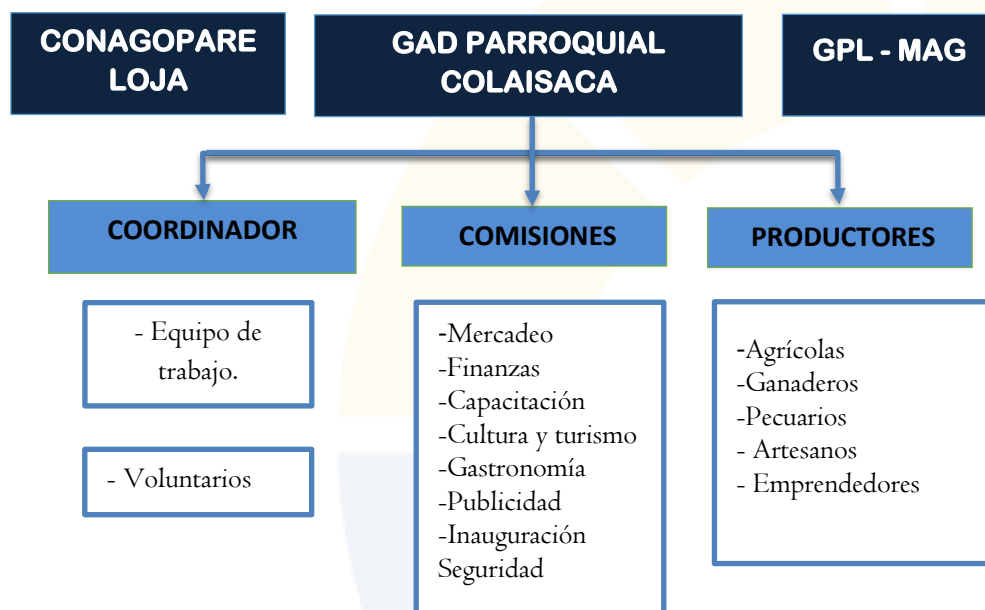 CONAGOPARE
LOJA
GAD PARROQUIAL
COLAISACA
GPL - MAG
COORDINADOR
- Equipo de
trabajo.
- Voluntarios
COMISIONES
-Mercadeo
-Finanzas
-Capacitación
-Cultura y turismo
-Gastronomía
-Publicidad
-Inauguración
Seguridad
PRODUCTORES
-Agrícolas
-Ganaderos
-Pecuarios
- Artesanos
- Emprendedores